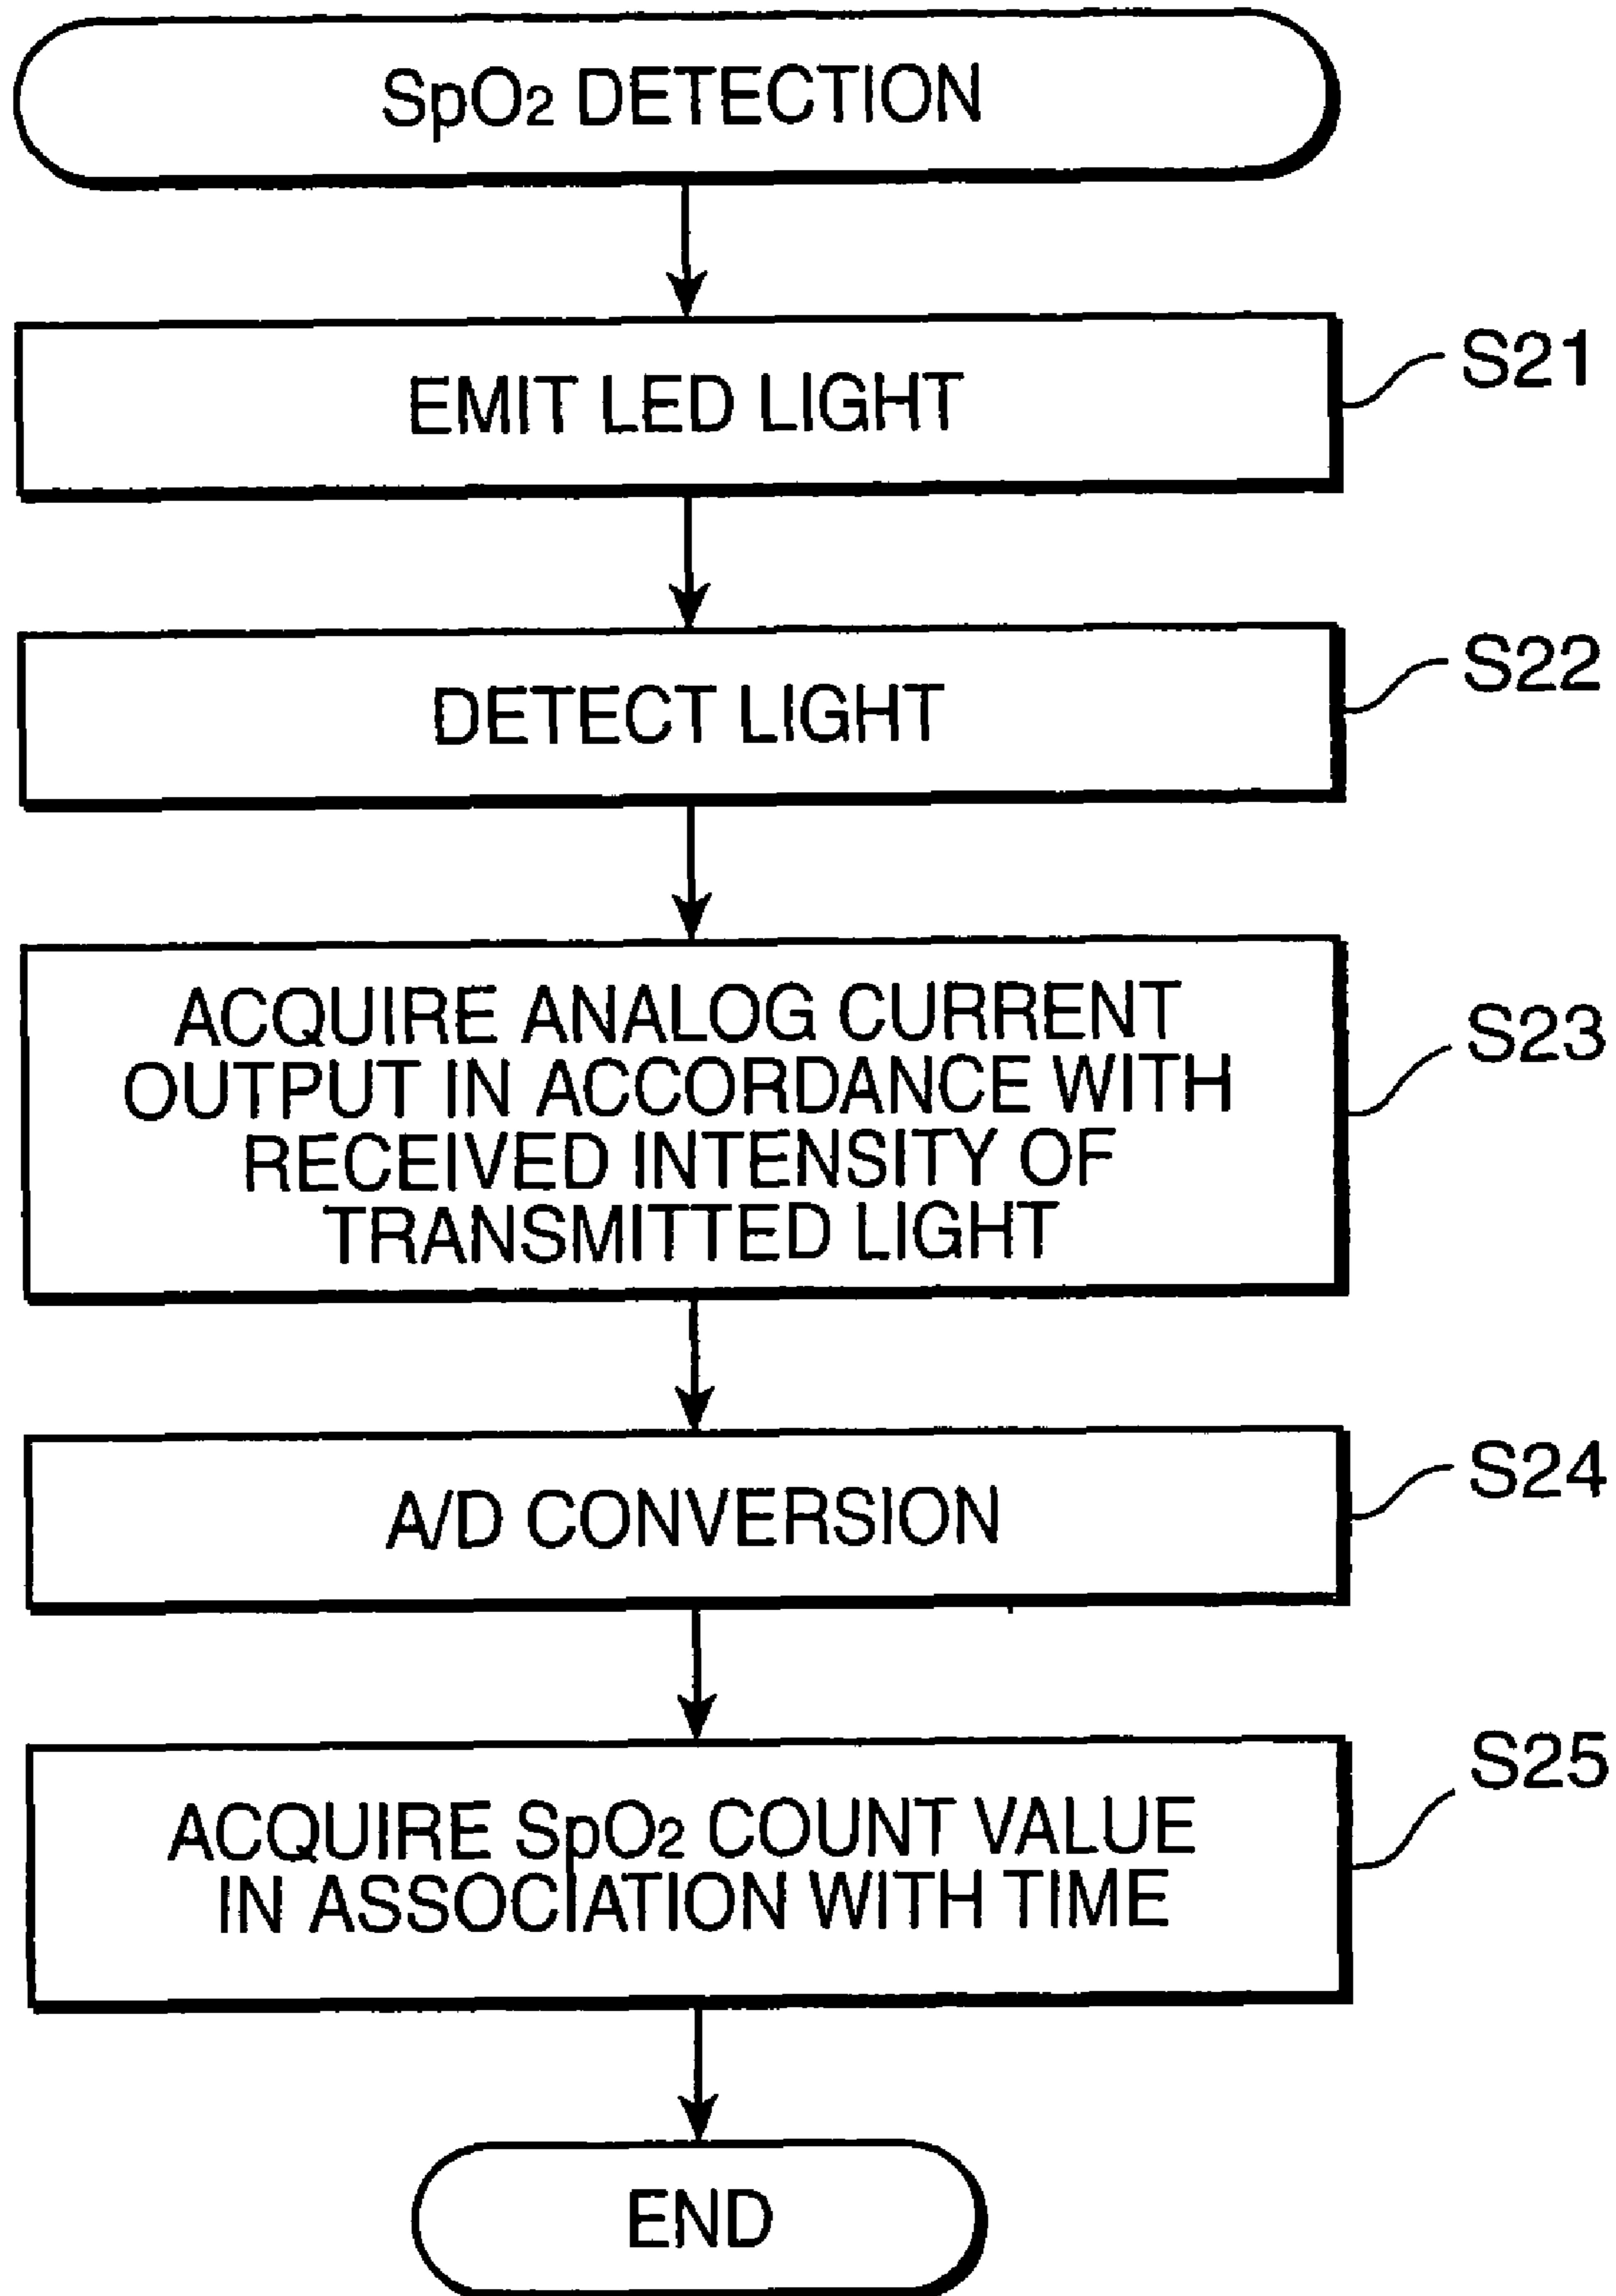 SpO2 DETECTION
EMIT LED LIGHT
S21
DETECT LIGHT
S22
ACQUIRE ANALOG CURRENT
OUTPUT IN ACCORDANCE WITH
RECEIVED INTENSITY OF
TRANSMITTED LIGHT
S23
A/D CONVERSION
S24
ACQUIRE SpO2 COUNT VALUE
IN ASSOCIATION WITH TIME
S25
END